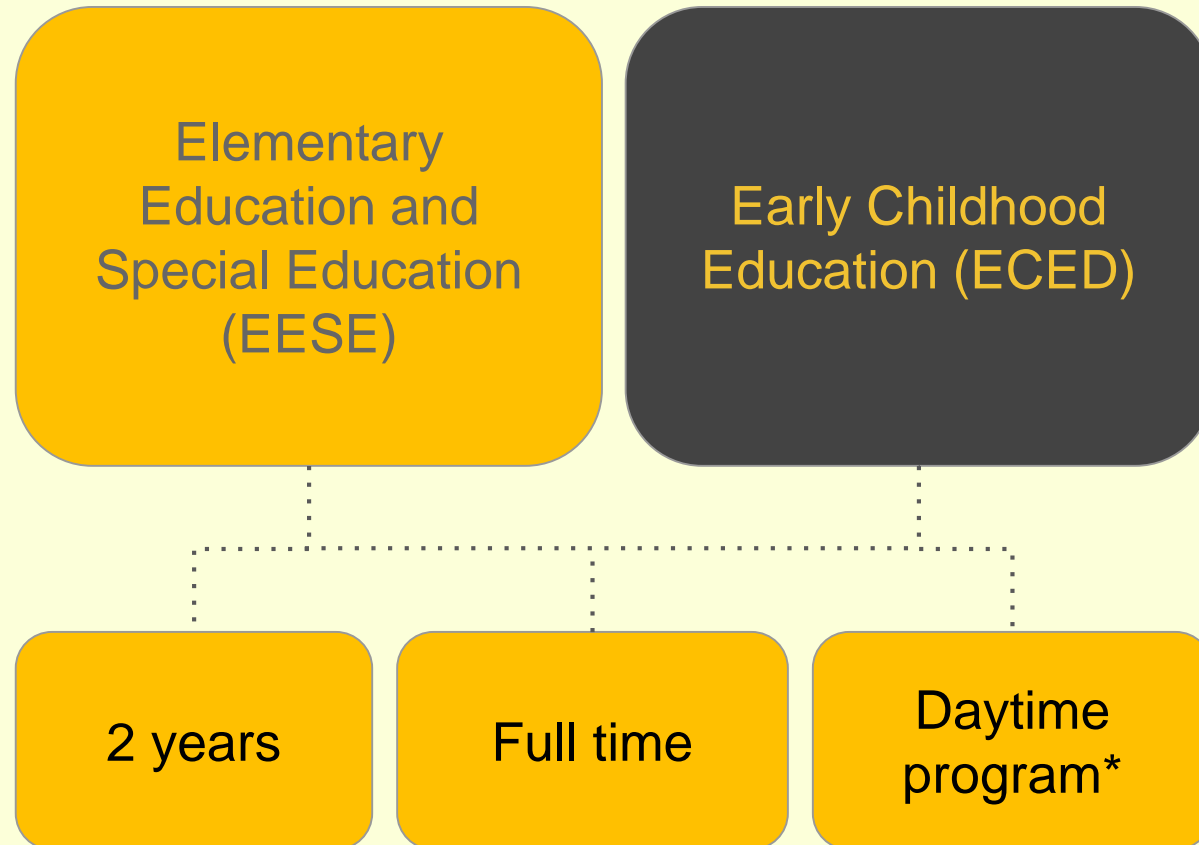 Elementary
Education and
Special Education
(EESE)
Early Childhood
Education (ECED)
2 years
Full time
Daytime
program*